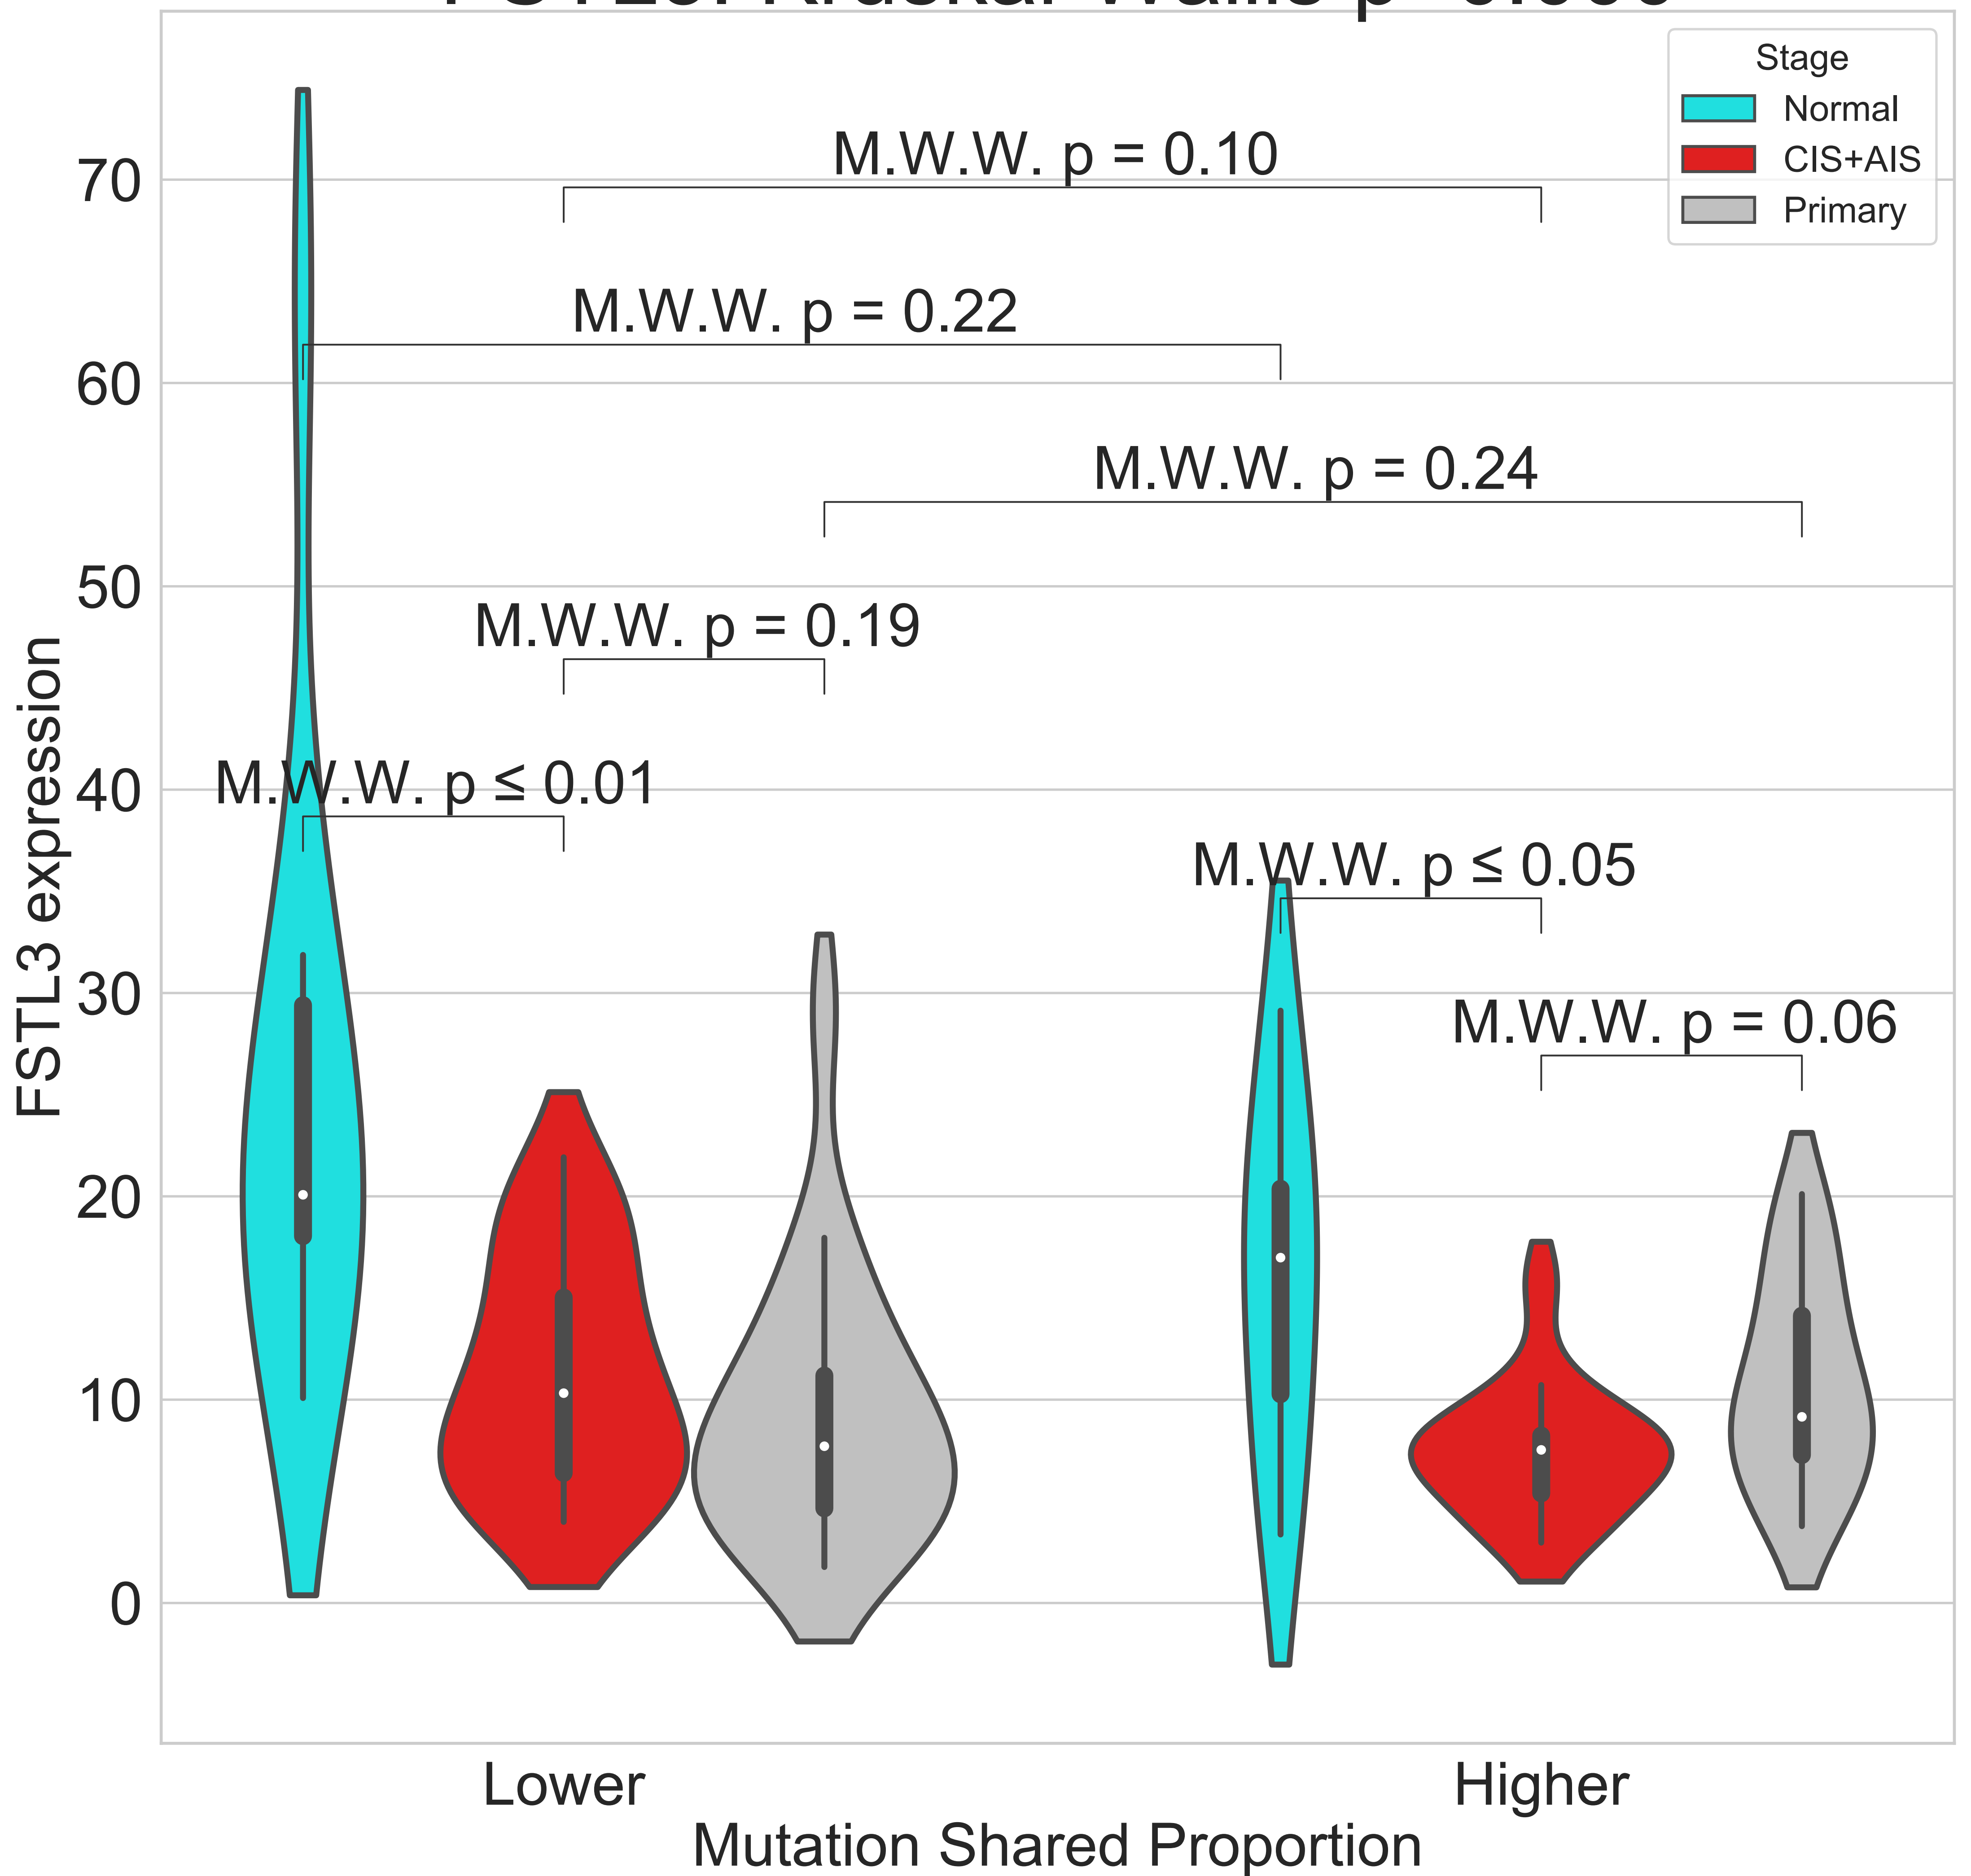 Stage
Normal
CIS+AIS
Primary
M.W.W. p = 0.10
M.W.W. p = 0.22
M.W.W. p = 0.24
M.W.W. p = 0.19
M.W.W. p ≤ 0.01
M.W.W. p ≤ 0.05
M.W.W. p = 0.06
70
60
50
40
30
20
10
0
FSTL3 expression
Lower
Higher
Mutation Shared Proportion